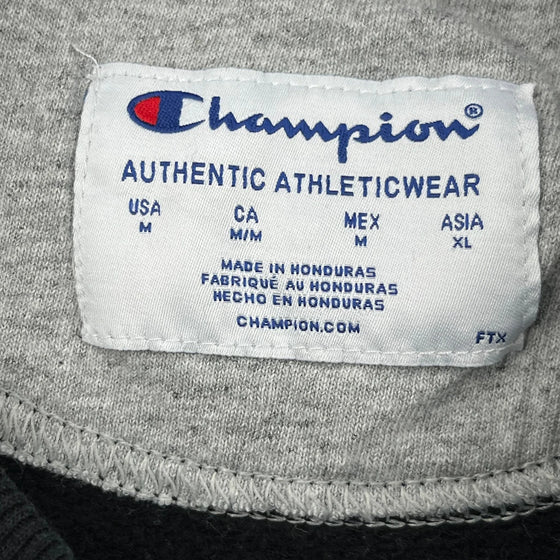 Champion®
AUTHENTIC ATHLETICWEAR
USA CA MEX ASIA
M M/M M XL
MADE IN HONDURAS
FABRIQUÉ AU HONDURAS
HECHO EN HONDURAS
CHAMPION.COM
FTX